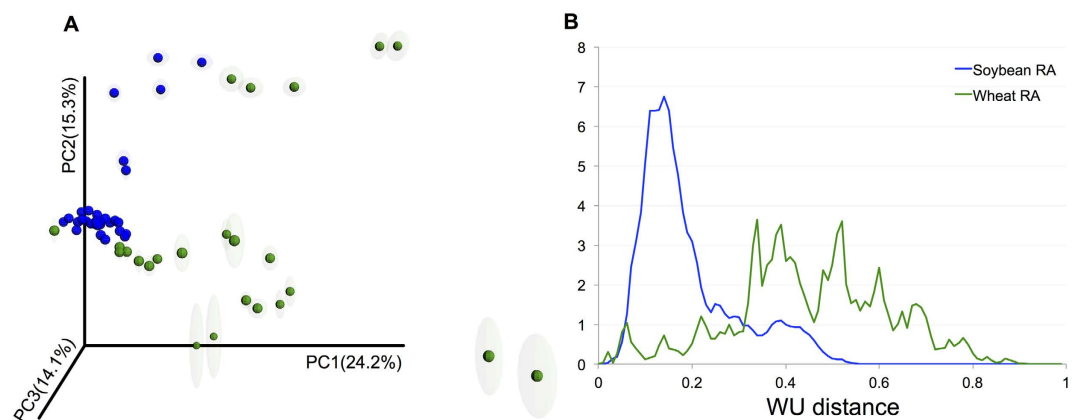 A
PC2(15.3%)
PC1(24.2%)
PC3(14.1%)
B
8
7
6
5
4
3
2
1
0
0
0.2
0.4
0.6
0.8
1
Soybean RA
Wheat RA
WU distance